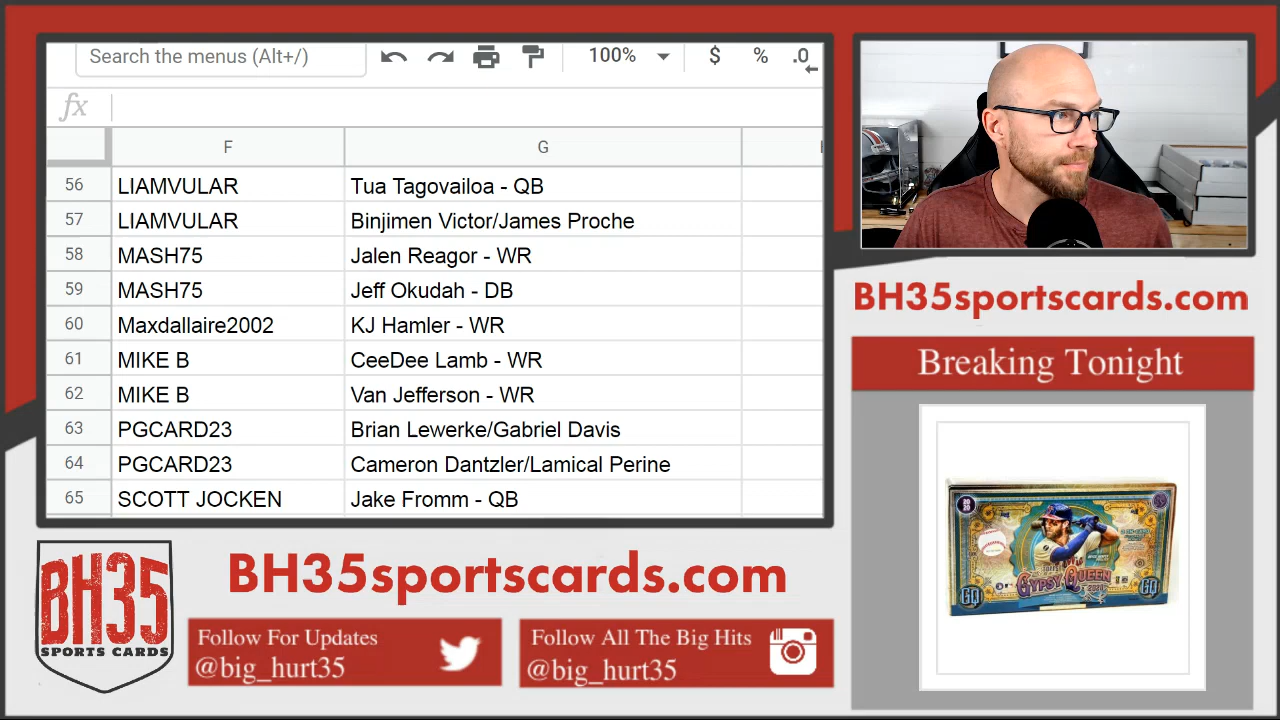 Search the menus (Alt+/)
100%
$
%
.0
fx
F
G
56 LIAMVULAR Tua Tagovailoa - QB
57 LIAMVULAR Binjimen Victor/James Proche
58 MASH75 Jalen Reagor - WR
59 MASH75 Jeff Okudah - DB
60 Maxdallaire2002 KJ Hamler - WR
61 MIKE B CeeDee Lamb - WR
62 MIKE B Van Jefferson - WR
63 PGCARD23 Brian Lewerke/Gabriel Davis
64 PGCARD23 Cameron Dantzler/Lamical Perine
65 SCOTT JOCKEN Jake Fromm - QB
BH35sportscards.com
Breaking Tonight
GYPSY QUEEN
GQ
GQ
BH35
SPORTS CARDS
BH35sportscards.com
Follow For Updates
@big_hurt35
Follow All The Big Hits
@big_hurt35